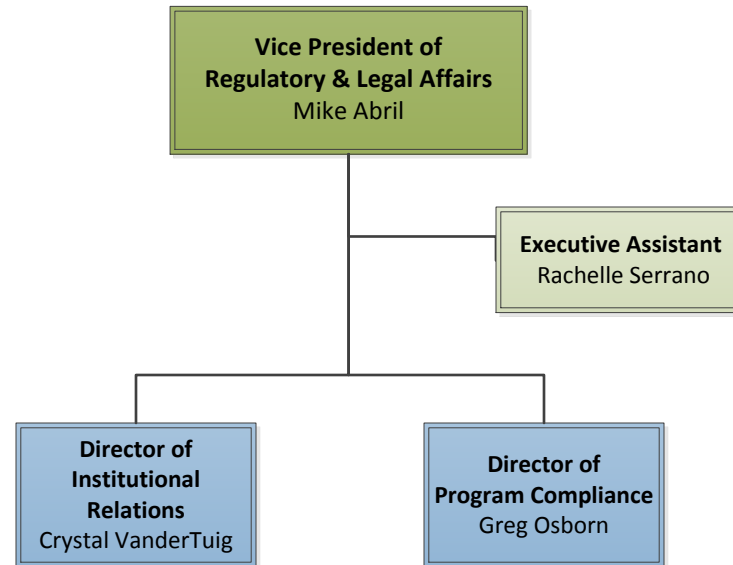 Vice President of
Regulatory & Legal Affairs
Mike Abril
Executive Assistant
Rachelle Serrano
Director of
Institutional
Relations
Crystal VanderTuig
Director of
Program Compliance
Greg Osborn